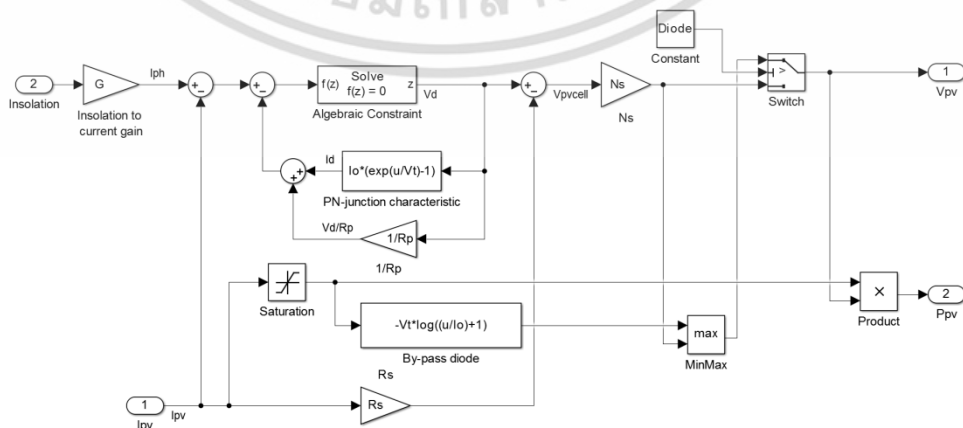 Diode
Constant
2
Insolation
G
Insolation to
current gain
Iph
+
−
+
−
Solve
f(z)
f(z) = 0
z
Algebraic Constraint
Vd
+
−
Vpvcell
Ns
Ns
>
Switch
1
Vpv
+
+
Id
Io*(exp(u/Vt)-1)
PN-junction characteristic
Vd/Rp
1/Rp
1/Rp
Saturation
-Vt*log((u/Io)+1)
By-pass diode
max
MinMax
×
Product
2
Ppv
Rs
Rs
1
Ipv
Ipv